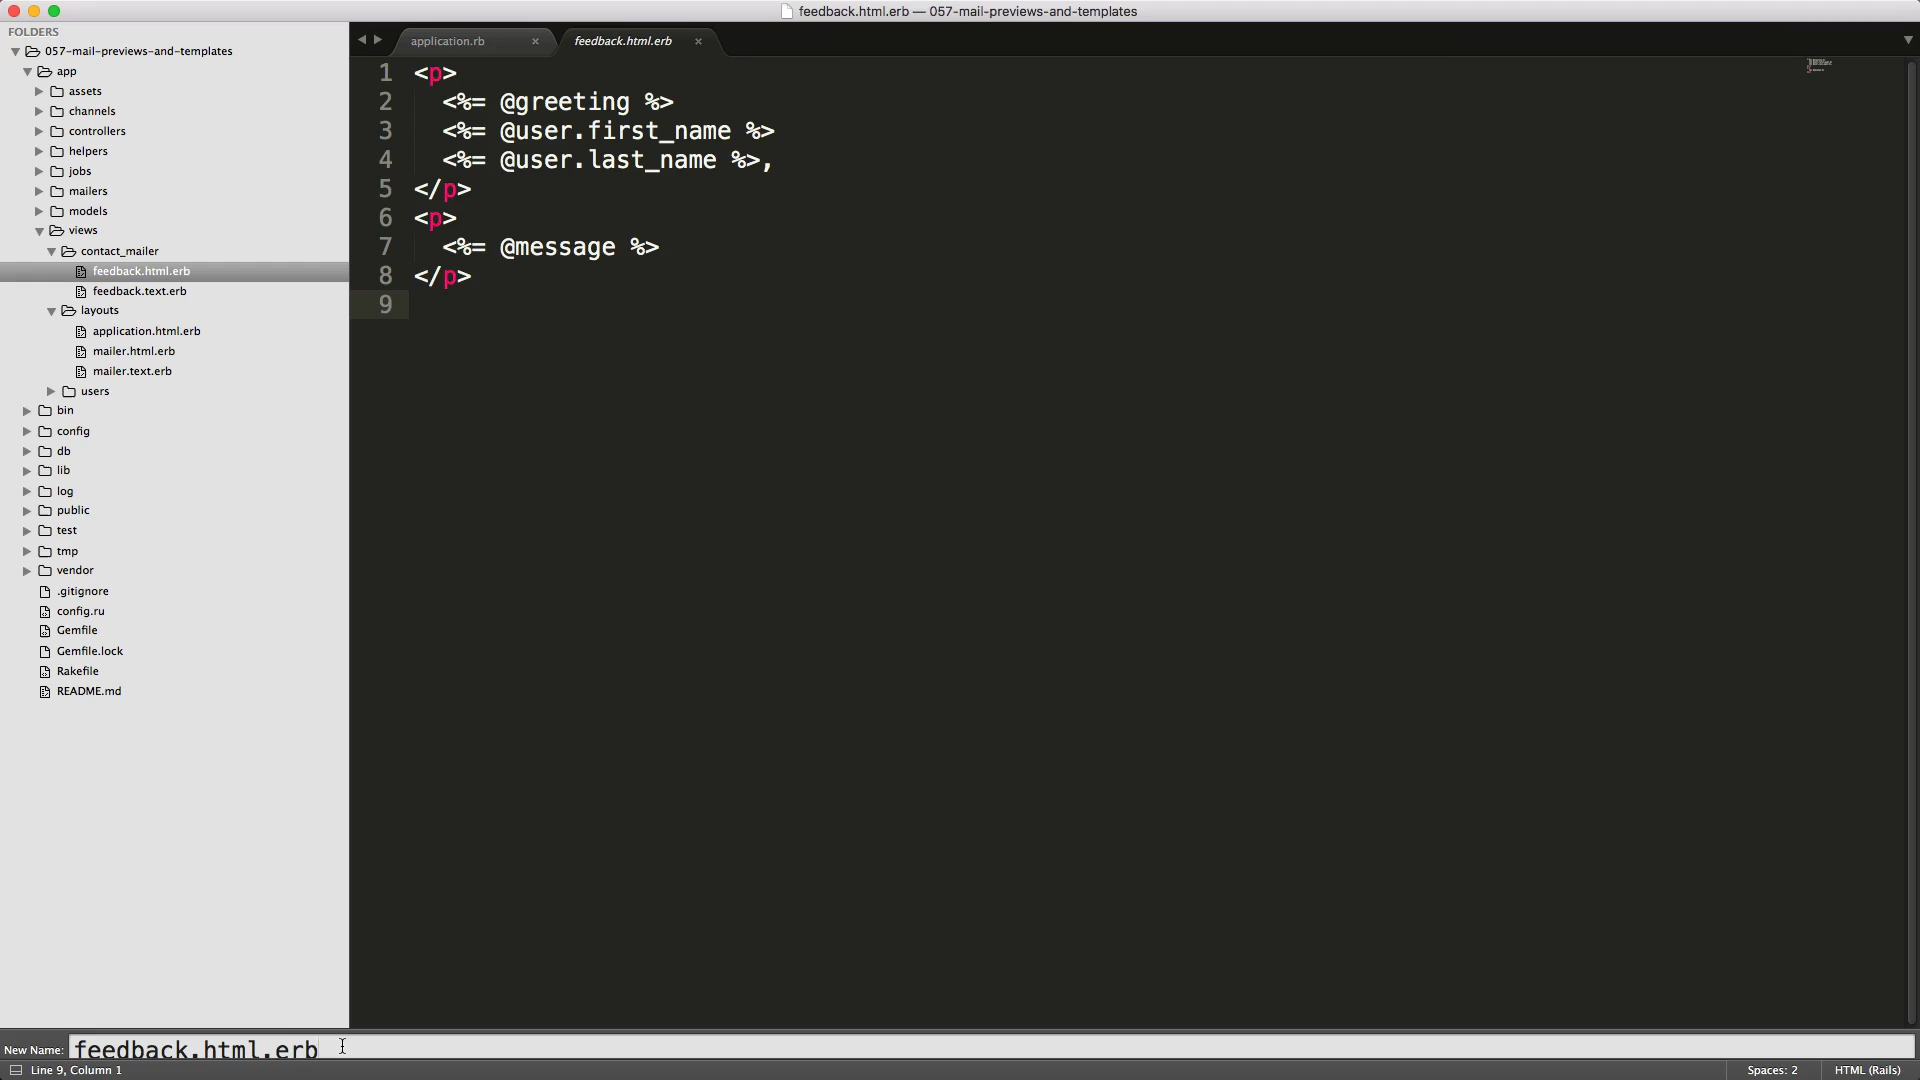 feedback.html.erb — 057-mail-previews-and-templates
FOLDERS
057-mail-previews-and-templates
app
assets
channels
controllers
helpers
jobs
mailers
models
views
contact_mailer
feedback.html.erb
feedback.text.erb
layouts
application.html.erb
mailer.html.erb
mailer.text.erb
users
bin
config
db
lib
log
public
test
tmp
vendor
.gitignore
config.ru
Gemfile
Gemfile.lock
Rakefile
README.md
application.rb ×
feedback.html.erb ×
1 <p>
2 <%= @greeting %>
3 <%= @user.first_name %>
4 <%= @user.last_name %>,
5 </p>
6 <p>
7 <%= @message %>
8 </p>
9
New Name: feedback.html.erb
Line 9, Column 1
Spaces: 2
HTML (Rails)